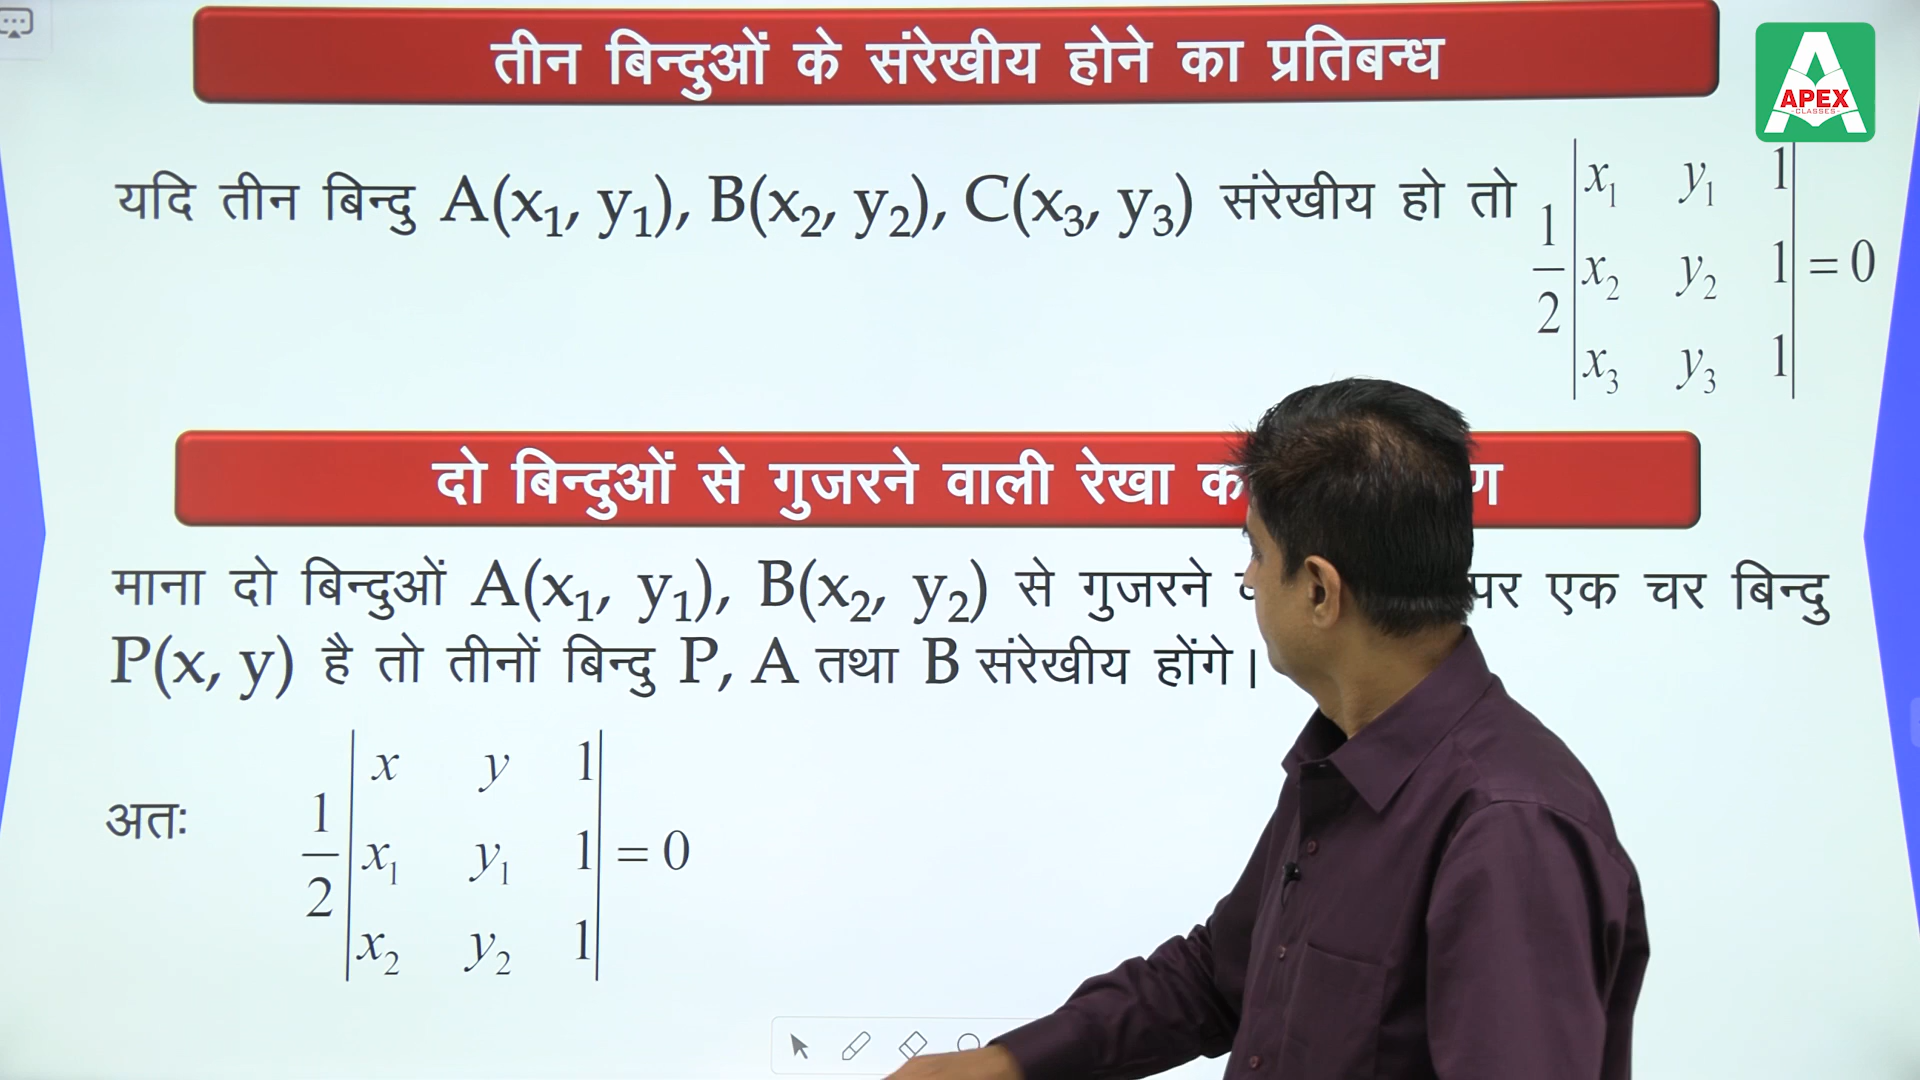 तीन बिन्दुओं के संरेखीय होने का प्रतिबन्ध
APEX
CLASSES
यदि तीन बिन्दु A(x₁, y₁), B(x₂, y₂), C(x₃, y₃) संरेखीय हो तो 1/2 |x₁ y₁ 1|
|x₂ y₂ 1| = 0
|x₃ y₃ 1|
दो बिन्दुओं से गुजरने वाली रेखा
माना दो बिन्दुओं A(x₁, y₁), B(x₂, y₂) से गुजरने पर एक चर बिन्दु
P(x, y) है तो तीनों बिन्दु P, A तथा B संरेखीय होंगे।
अतः 1/2 |x y 1|
|x₁ y₁ 1| = 0
|x₂ y₂ 1|